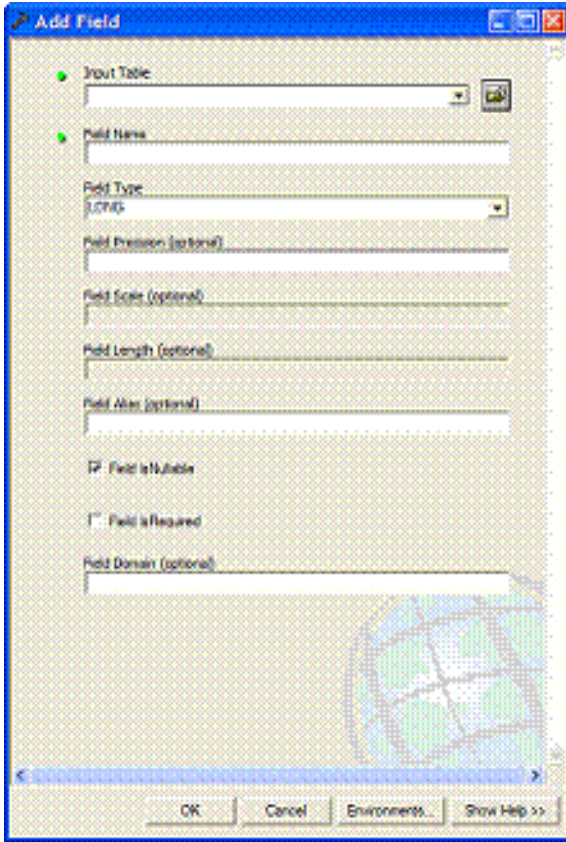 Add Field
Input Table
Field Name
Field Type
LONG
Field Precision (optional)
Field Scale (optional)
Field Length (optional)
Field Alias (optional)
Field IsNullable
Field IsRequired
Field Domain (optional)
OK
Cancel
Environments...
Show Help >>